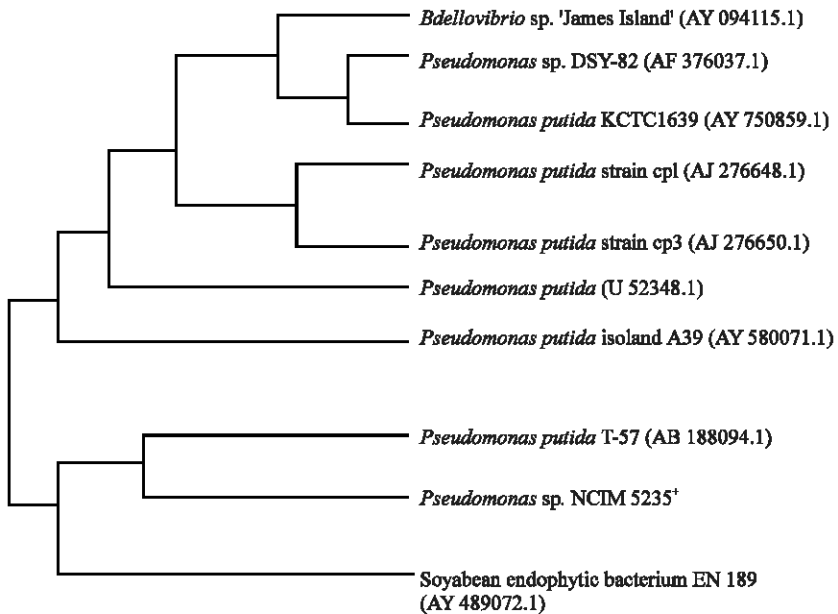 Bdellovibrio sp. 'James Island' (AY 094115.1)
Pseudomonas sp. DSY-82 (AF 376037.1)
Pseudomonas putida KCTC1639 (AY 750859.1)
Pseudomonas putida strain cpl (AJ 276648.1)
Pseudomonas putida strain cp3 (AJ 276650.1)
Pseudomonas putida (U 52348.1)
Pseudomonas putida isoland A39 (AY 580071.1)
Pseudomonas putida T-57 (AB 188094.1)
Pseudomonas sp. NCIM 5235⁺
Soyabean endophytic bacterium EN 189
(AY 489072.1)